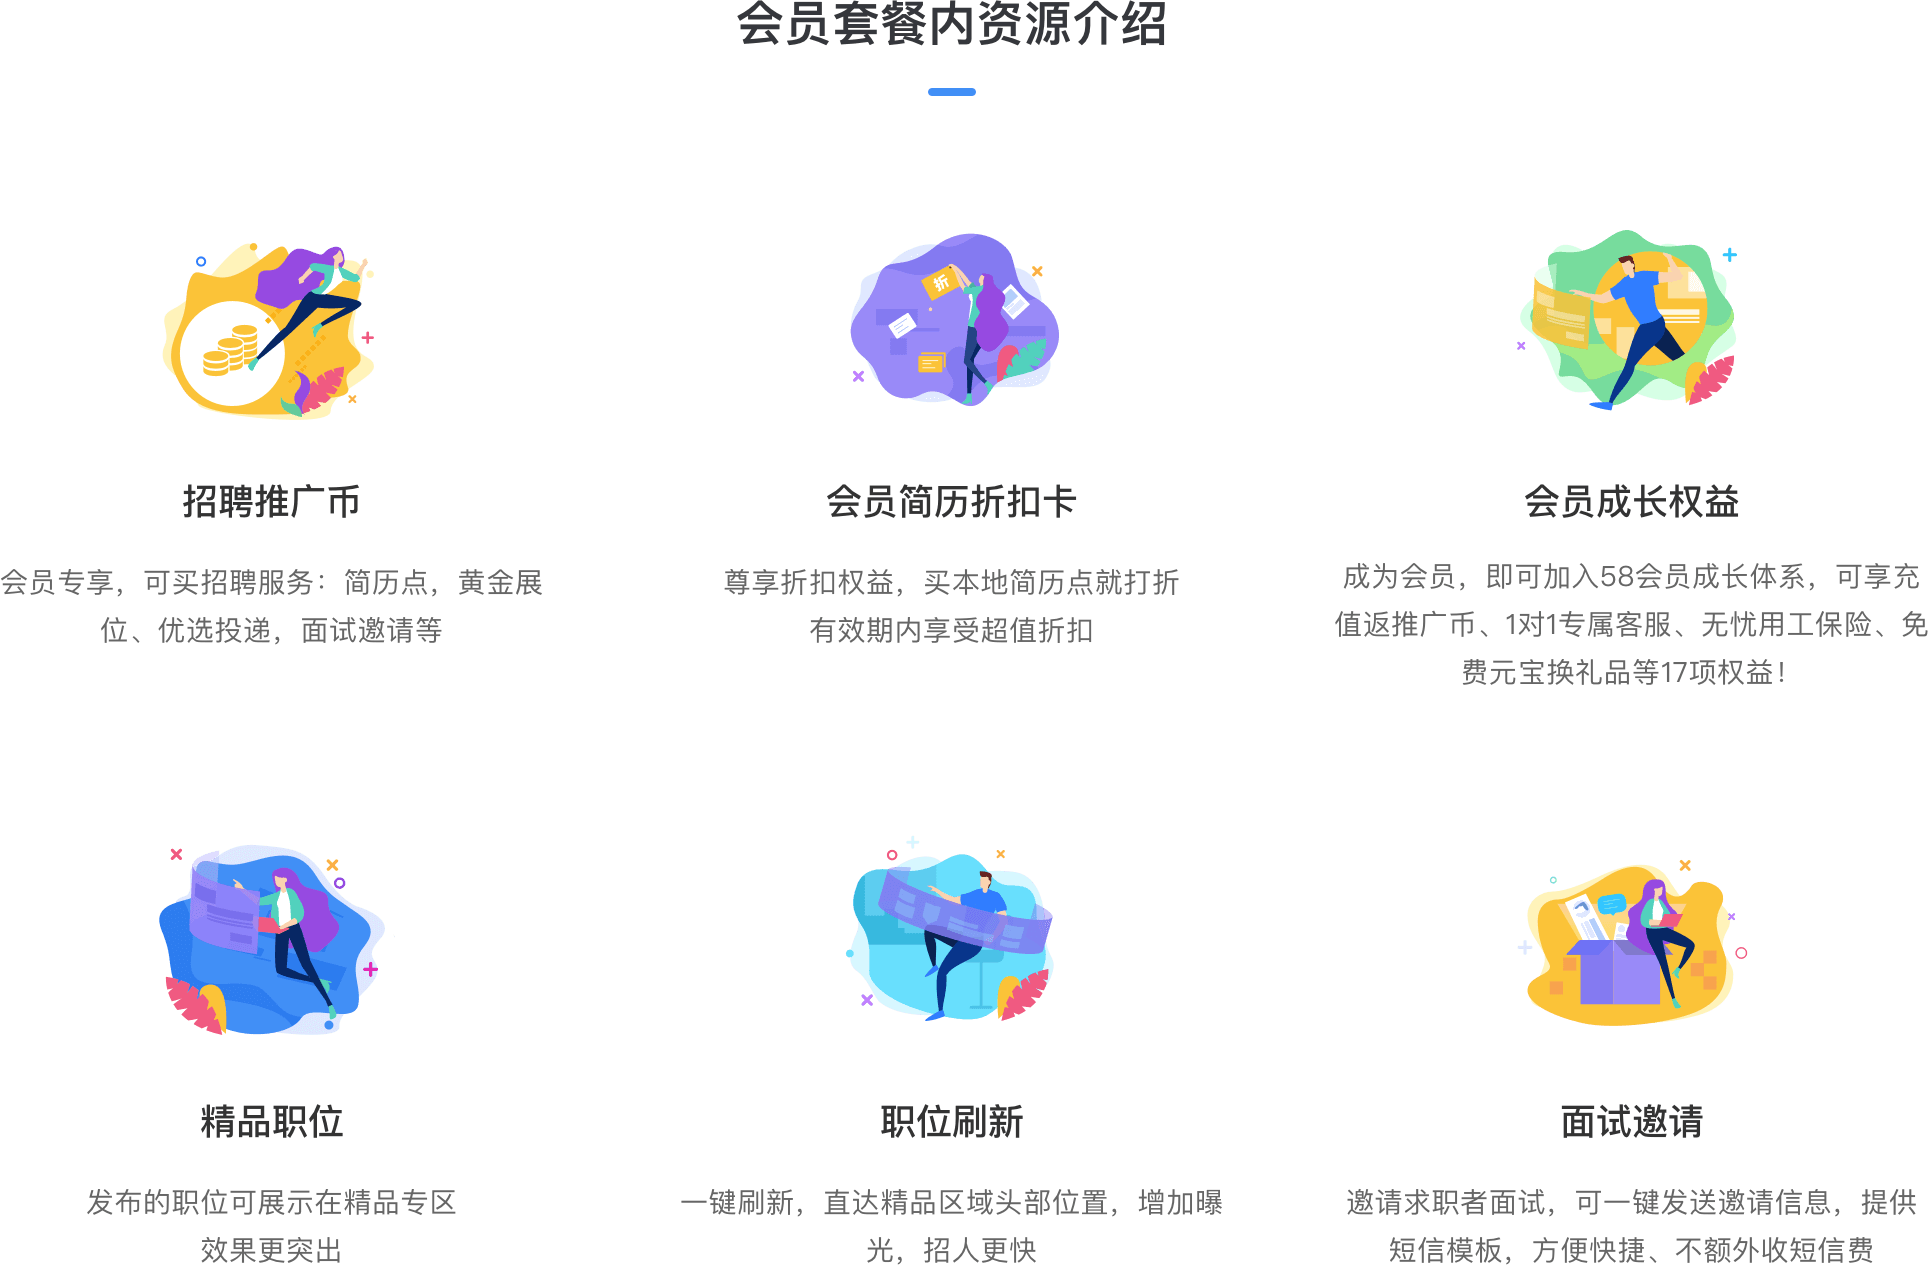 会员套餐内资源介绍
折
招聘推广币
会员专享，可买招聘服务：简历点，黄金展
位、优选投递，面试邀请等
会员简历折扣卡
尊享折扣权益，买本地简历点就打折
有效期内享受超值折扣
会员成长权益
成为会员，即可加入58会员成长体系，可享充
值返推广币、1对1专属客服、无忧用工保险、免
费元宝换礼品等17项权益！
精品职位
发布的职位可展示在精品专区
效果更突出
职位刷新
一键刷新，直达精品区域头部位置，增加曝
光，招人更快
面试邀请
邀请求职者面试，可一键发送邀请信息，提供
短信模板，方便快捷、不额外收短信费